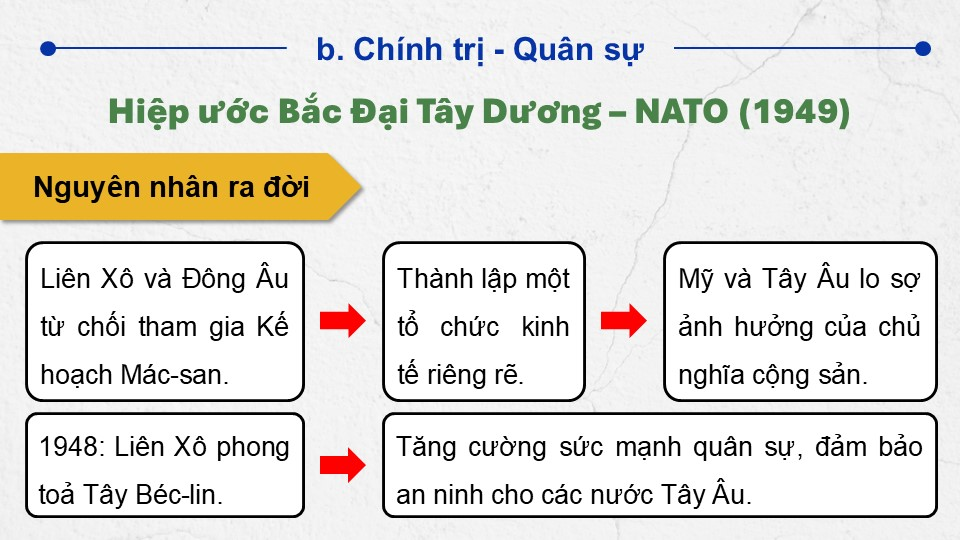 b. Chính trị - Quân sự
Hiệp ước Bắc Đại Tây Dương – NATO (1949)
Nguyên nhân ra đời
Liên Xô và Đông Âu
từ chối tham gia Kế
hoạch Mác-san.
Thành lập một
tổ chức kinh
tế riêng rẽ.
Mỹ và Tây Âu lo sợ
ảnh hưởng của chủ
nghĩa cộng sản.
1948: Liên Xô phong
toả Tây Béc-lin.
Tăng cường sức mạnh quân sự, đảm bảo
an ninh cho các nước Tây Âu.